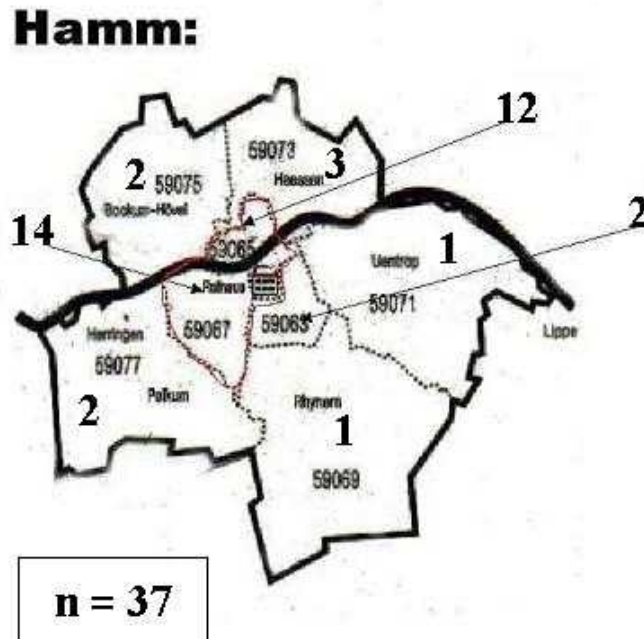 Hamm:
12
59073
3
Heessen
2
59075
Bockum-Hövel
14
59065
2
1
Uentrop
Rathaus
59071
59063
59067
Herringen
59077
Lippe
Pelkum
Rhynern
2
1
59069
n = 37